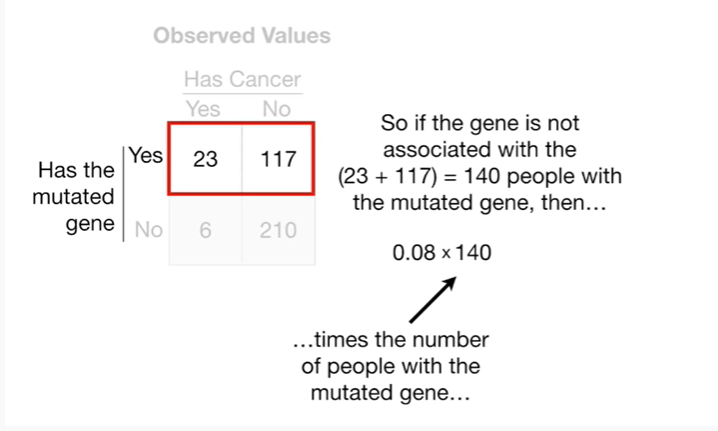 Observed Values
Has Cancer
Yes No
Has the
mutated
gene
Yes 23 117
No 6 210
So if the gene is not
associated with the
(23 + 117) = 140 people with
the mutated gene, then…
0.08 × 140
…times the number
of people with the
mutated gene…